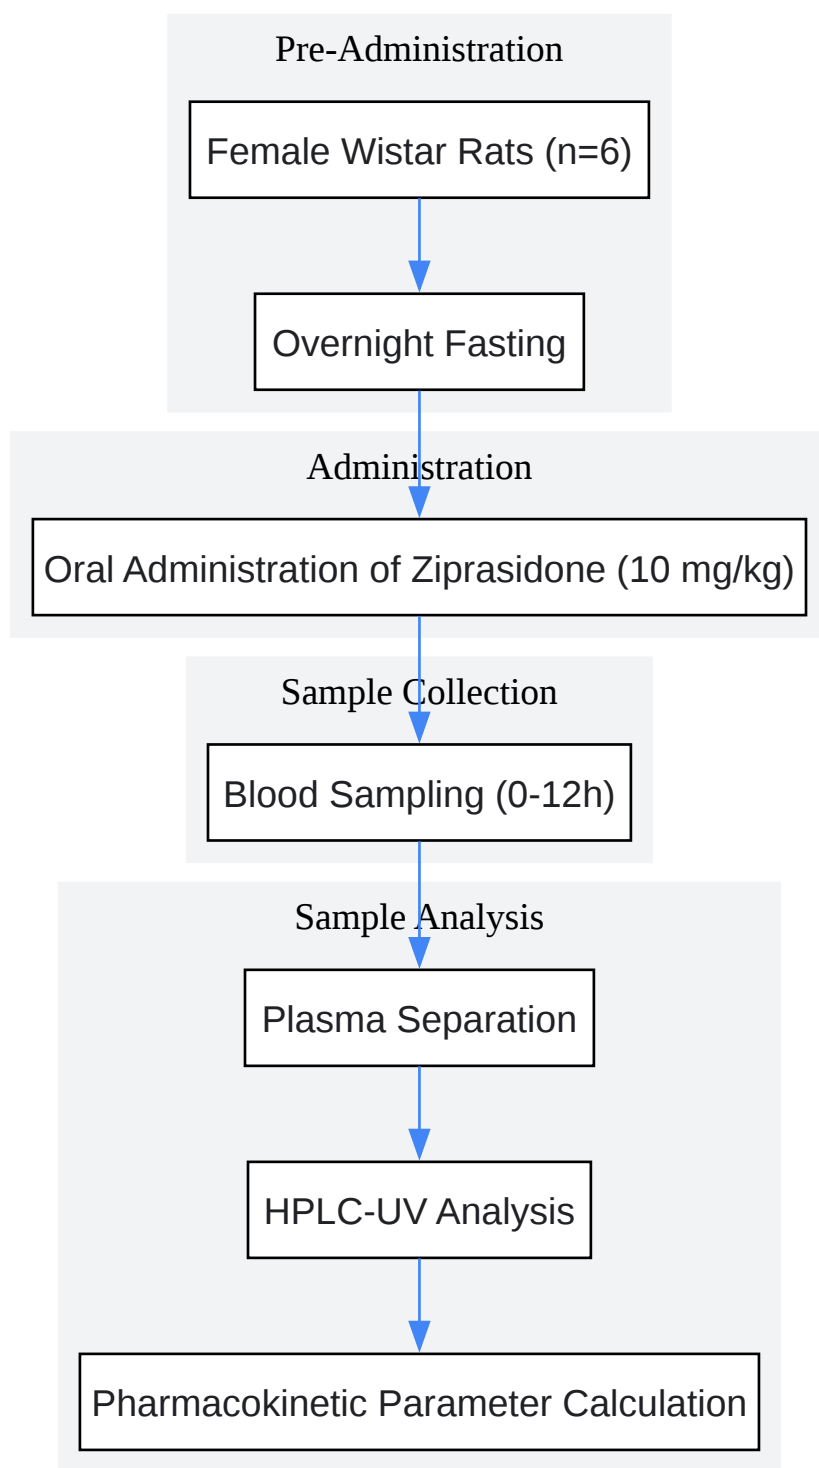 Pre-Administration
Female Wistar Rats (n=6)
Overnight Fasting
Administration
Oral Administration of Ziprasidone (10 mg/kg)
Sample Collection
Blood Sampling (0-12h)
Sample Analysis
Plasma Separation
HPLC-UV Analysis
Pharmacokinetic Parameter Calculation